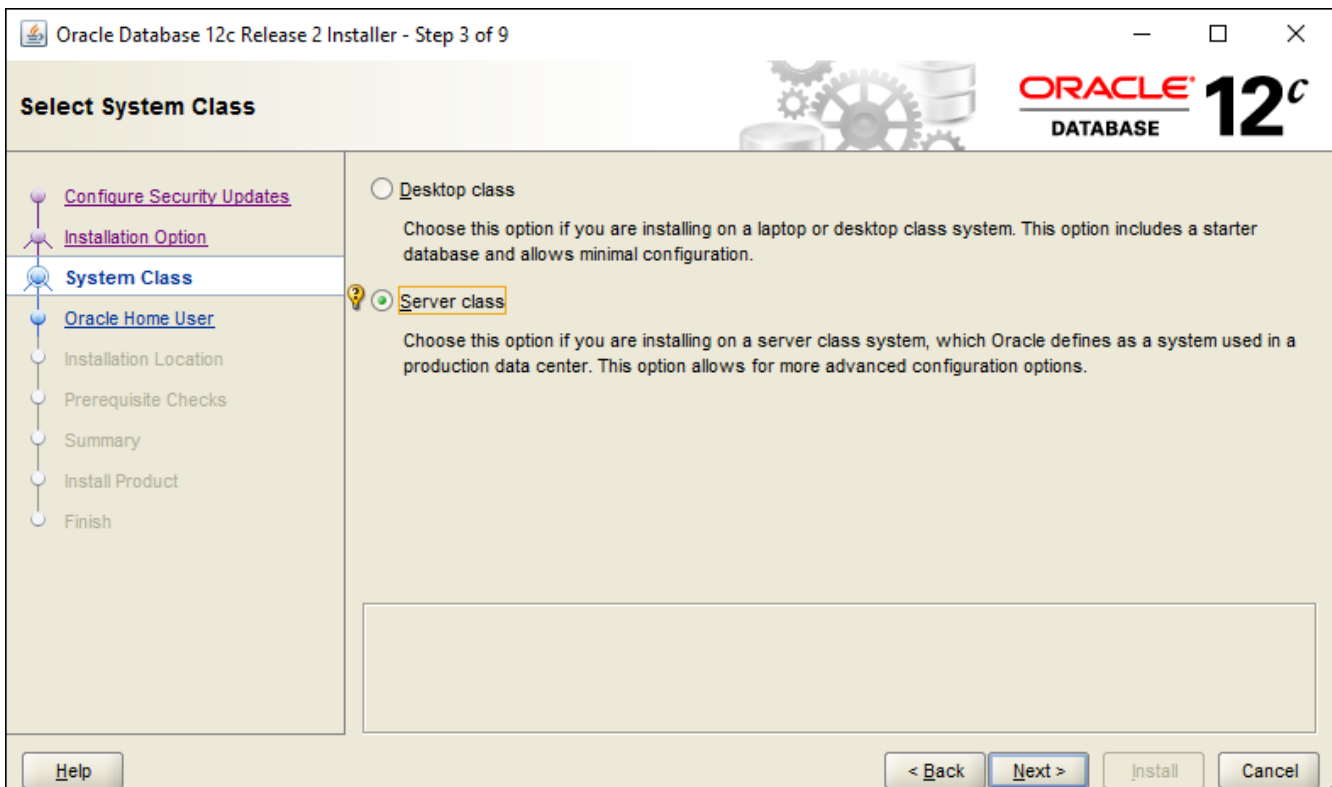 Oracle Database 12c Release 2 Installer - Step 3 of 9
Select System Class
ORACLE® 12c
DATABASE
Configure Security Updates
Installation Option
System Class
Oracle Home User
Installation Location
Prerequisite Checks
Summary
Install Product
Finish
Desktop class
Choose this option if you are installing on a laptop or desktop class system. This option includes a starter
database and allows minimal configuration.
Server class
Choose this option if you are installing on a server class system, which Oracle defines as a system used in a
production data center. This option allows for more advanced configuration options.
Help
< Back
Next >
Install
Cancel